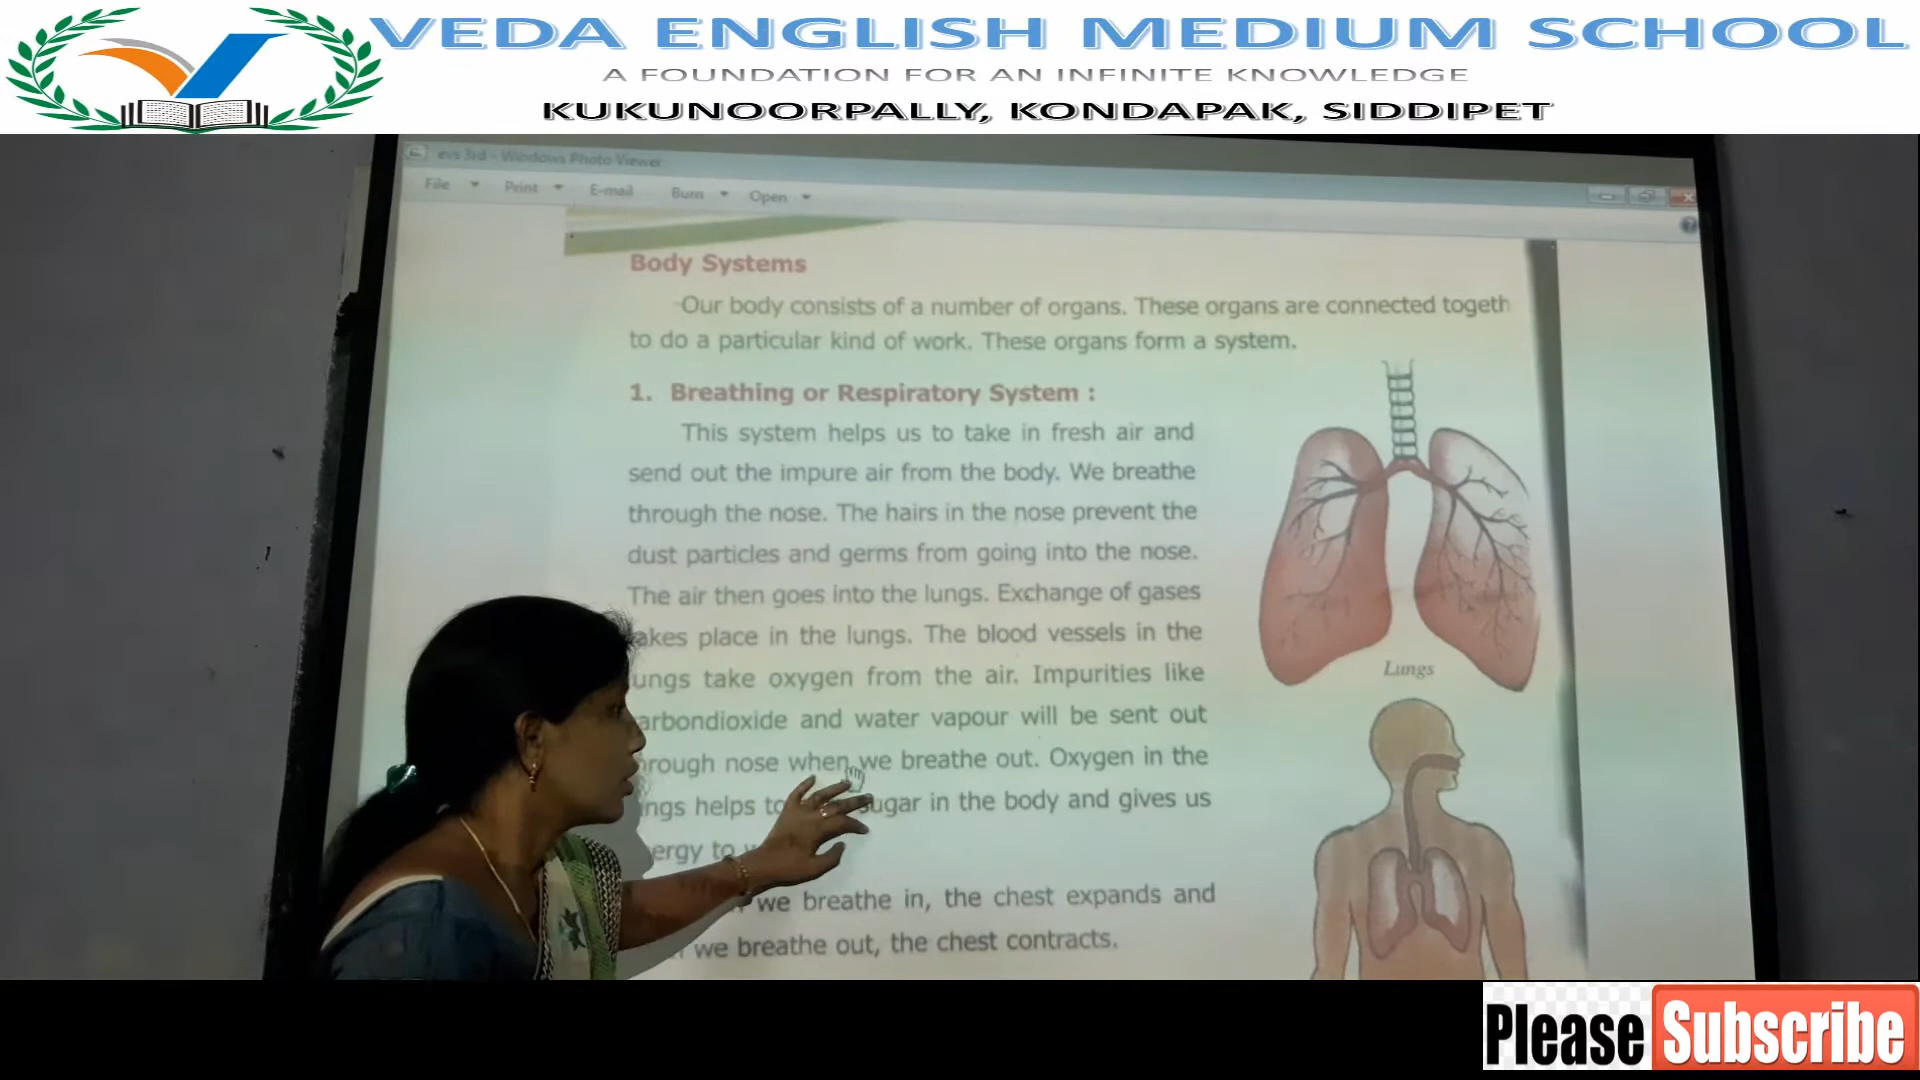 VEDA ENGLISH MEDIUM SCHOOL
A FOUNDATION FOR AN INFINITE KNOWLEDGE
KUKUNOORPALLY, KONDAPAK, SIDDIPET
evs 3rd - Windows Photo Viewer
File Print E-mail Burn Open
Body Systems
Our body consists of a number of organs. These organs are connected togeth
to do a particular kind of work. These organs form a system.
1. Breathing or Respiratory System :
This system helps us to take in fresh air and
send out the impure air from the body. We breathe
through the nose. The hairs in the nose prevent the
dust particles and germs from going into the nose.
The air then goes into the lungs. Exchange of gases
akes place in the lungs. The blood vessels in the
ungs take oxygen from the air. Impurities like
arbondioxide and water vapour will be sent out
rough nose when we breathe out. Oxygen in the
ngs helps to sugar in the body and gives us
ergy to
we breathe in, the chest expands and
we breathe out, the chest contracts.
Lungs
Please Subscribe